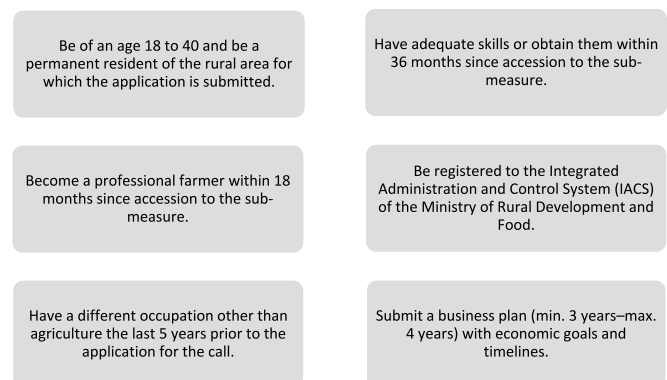 Be of an age 18 to 40 and be a
permanent resident of the rural area for
which the application is submitted.
Have adequate skills or obtain them within
36 months since accession to the sub-
measure.
Become a professional farmer within 18
months since accession to the sub-
measure.
Be registered to the Integrated
Administration and Control System (IACS)
of the Ministry of Rural Development and
Food.
Have a different occupation other than
agriculture the last 5 years prior to the
application for the call.
Submit a business plan (min. 3 years–max.
4 years) with economic goals and
timelines.